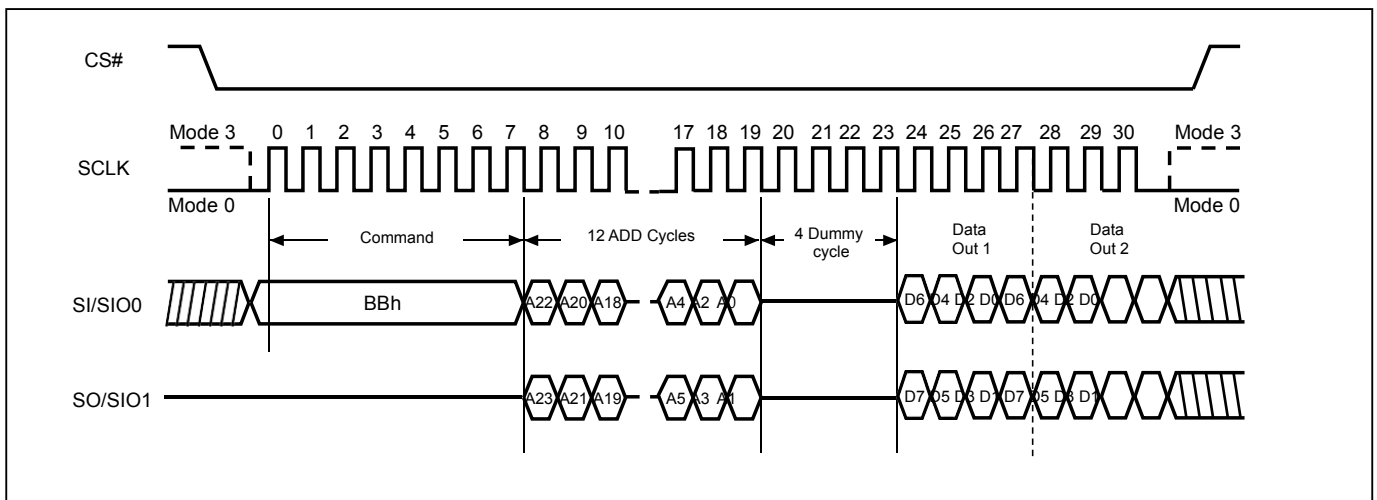 CS#
Mode 3 0 1 2 3 4 5 6 7 8 9 10 17 18 19 20 21 22 23 24 25 26 27 28 29 30 Mode 3
SCLK
Mode 0 Mode 0
Command 12 ADD Cycles 4 Dummy cycle Data Out 1 Data Out 2
SI/SIO0 BBh A22 A20 A18 A4 A2 A0 D6 D4 D2 D0 D6 D4 D2 D0
SO/SIO1 A23 A21 A19 A5 A3 A1 D7 D5 D3 D1 D7 D5 D3 D1